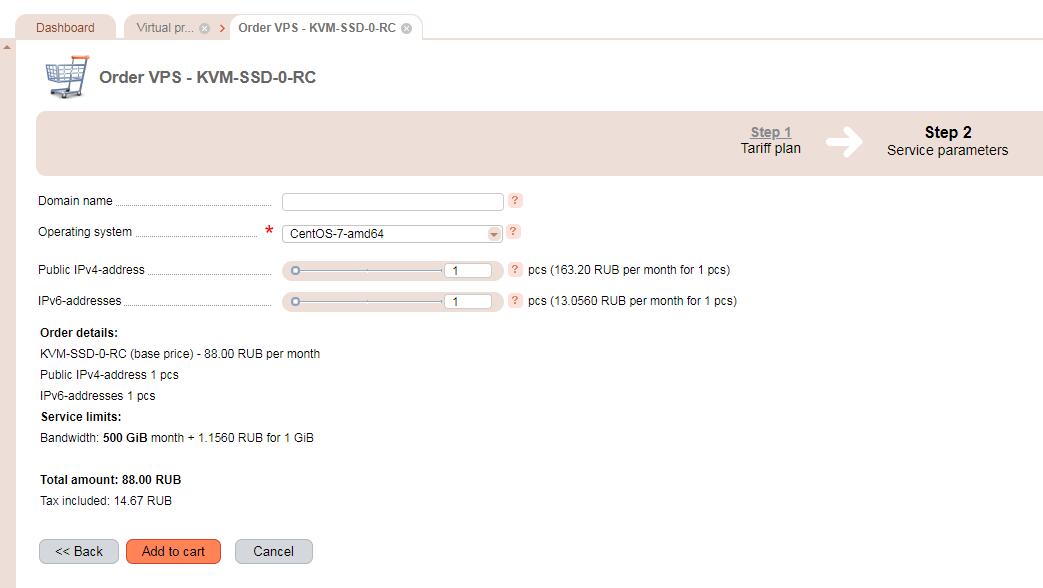 Dashboard
Virtual pr...
Order VPS - KVM-SSD-0-RC
Order VPS - KVM-SSD-0-RC
Step 1
Tariff plan
Step 2
Service parameters
Domain name ?
Operating system * CentOS-7-amd64 ?
Public IPv4-address 1 ? pcs (163.20 RUB per month for 1 pcs)
IPv6-addresses 1 ? pcs (13.0560 RUB per month for 1 pcs)
Order details:
KVM-SSD-0-RC (base price) - 88.00 RUB per month
Public IPv4-address 1 pcs
IPv6-addresses 1 pcs
Service limits:
Bandwidth: 500 GiB month + 1.1560 RUB for 1 GiB
Total amount: 88.00 RUB
Tax included: 14.67 RUB
<< Back
Add to cart
Cancel